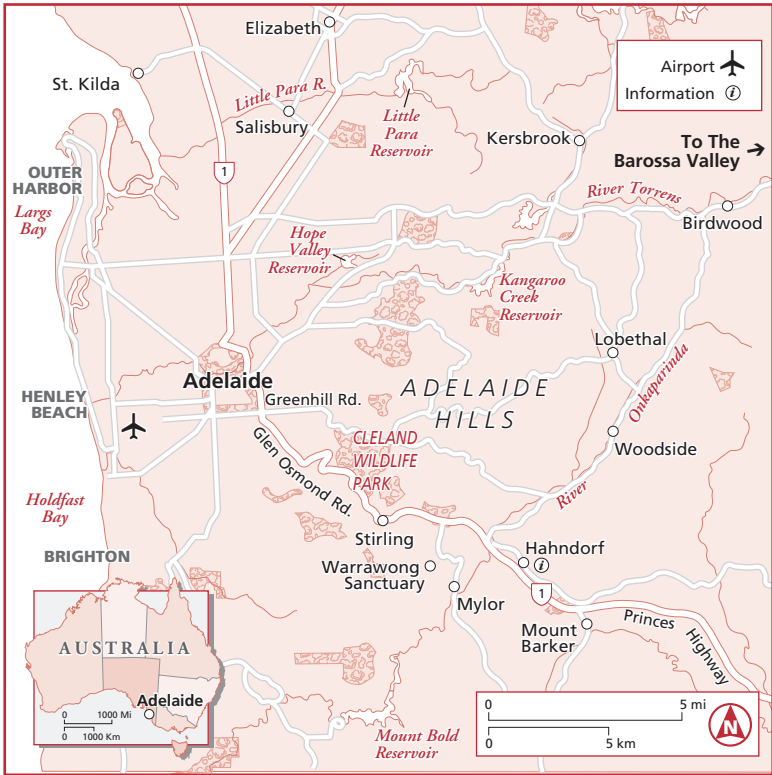 Elizabeth
St. Kilda
Little Para R.
Salisbury
Little
Para
Reservoir
Airport
Information i
Kersbrook
To The
Barossa Valley
OUTER
HARBOR
Largs
Bay
1
River Torrens
Birdwood
Hope
Valley
Reservoir
Kangaroo
Creek
Reservoir
Lobethal
Adelaide
HENLEY
BEACH
Greenhill Rd.
ADELAIDE
HILLS
Onkaparinda
River
CLELAND
WILDLIFE
PARK
Woodside
Glen Osmond Rd.
Holdfast
Bay
Stirling
BRIGHTON
Hahndorf
i
Warrawong
Sanctuary
Mylor
1
Mount
Barker
Princes
Highway
AUSTRALIA
Adelaide
0 1000 Mi
0 1000 Km
Mount Bold
Reservoir
0 5 mi
0 5 km
N